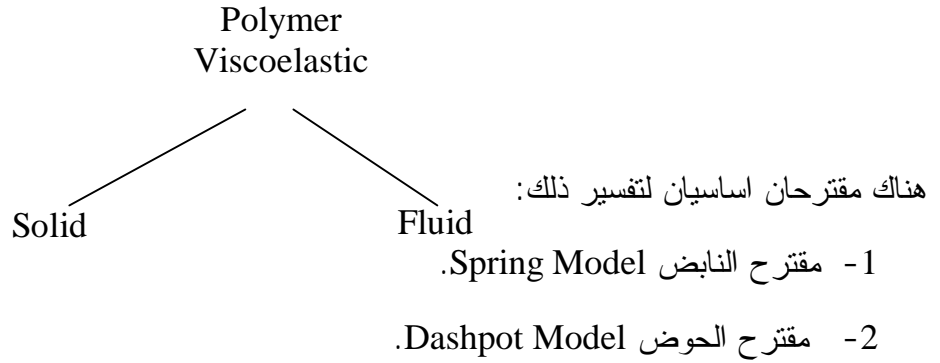 Polymer
Viscoelastic
هناك مقترحان اساسيان لتفسير ذلك:
Solid
Fluid
1- مقترح النابض Spring Model.
2- مقترح الحوض Dashpot Model.